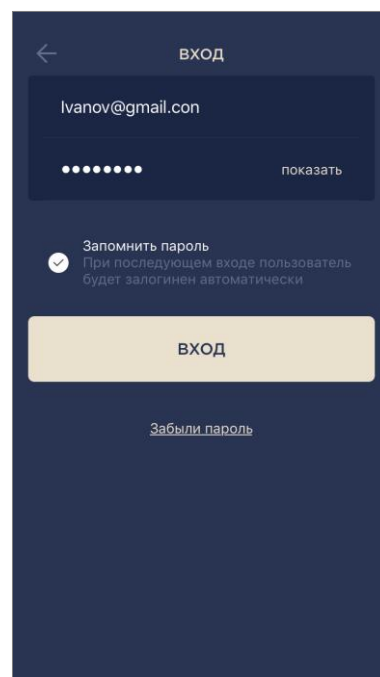 ВХОД
Ivanov@gmail.con
●●●●●●●●
показать
Запомнить пароль
При последующем входе пользователь
будет залогинен автоматически
ВХОД
Забыли пароль